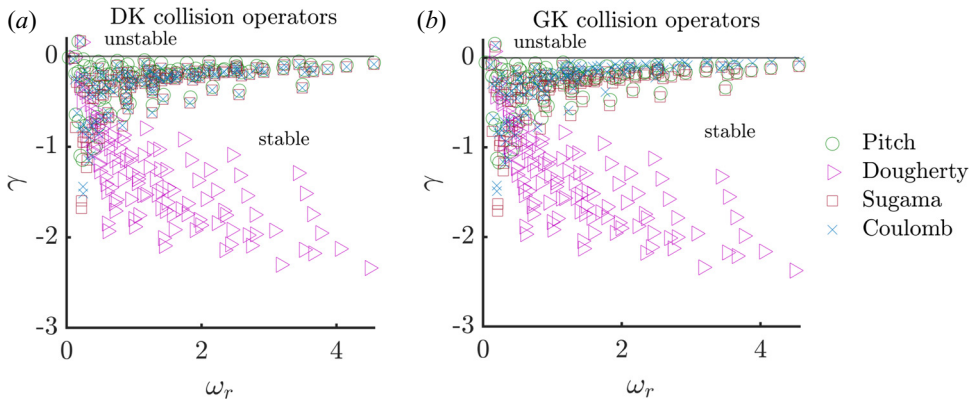 (a) DK collision operators
unstable
0
-1
-2
-3
γ
stable
0 2 4
ωr
(b) GK collision operators
unstable
0
-1
-2
-3
γ
stable
0 2 4
ωr
Pitch
Dougherty
Sugama
Coulomb